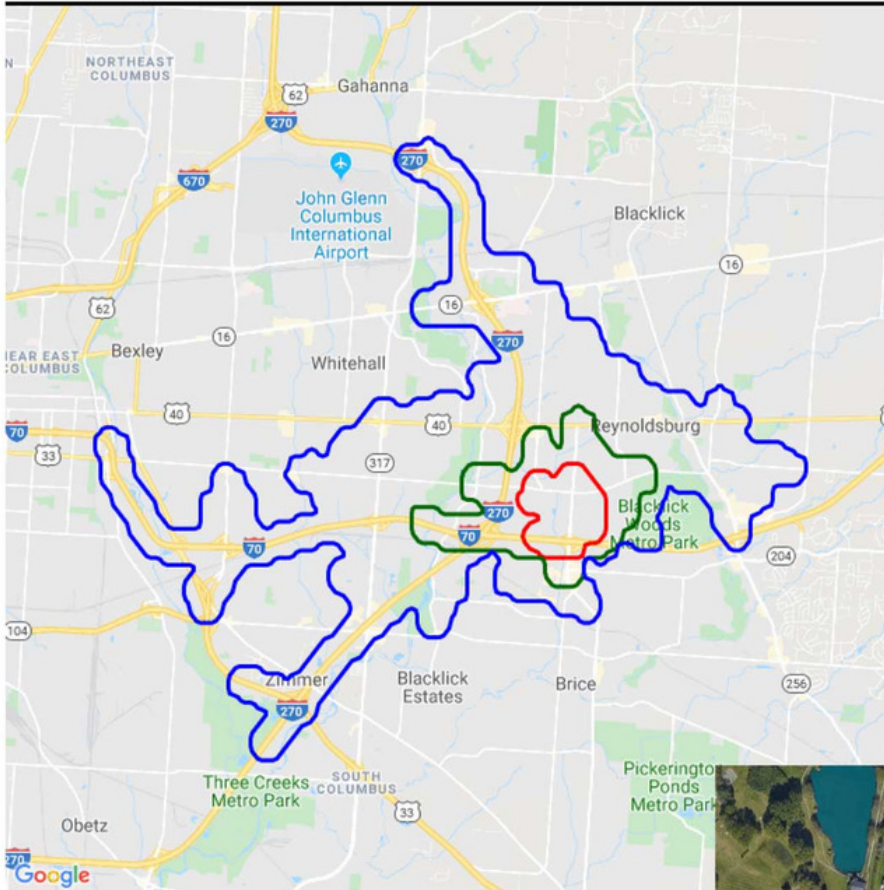 NORTHEAST
COLUMBUS
62
Gahanna
270
270
670
John Glenn
Columbus
International
Airport
Blacklick
16
62
16
16
270
Bexley
NEAR EAST
COLUMBUS
Whitehall
40
40
Reynoldsburg
70
33
317
270
Blacklick
Woods
Metro Park
70
70
204
104
Zimmer
Blacklick
Estates
Brice
256
270
Three Creeks
Metro Park
SOUTH
COLUMBUS
33
Pickerington
Ponds
Metro Park
Obetz
270
Google